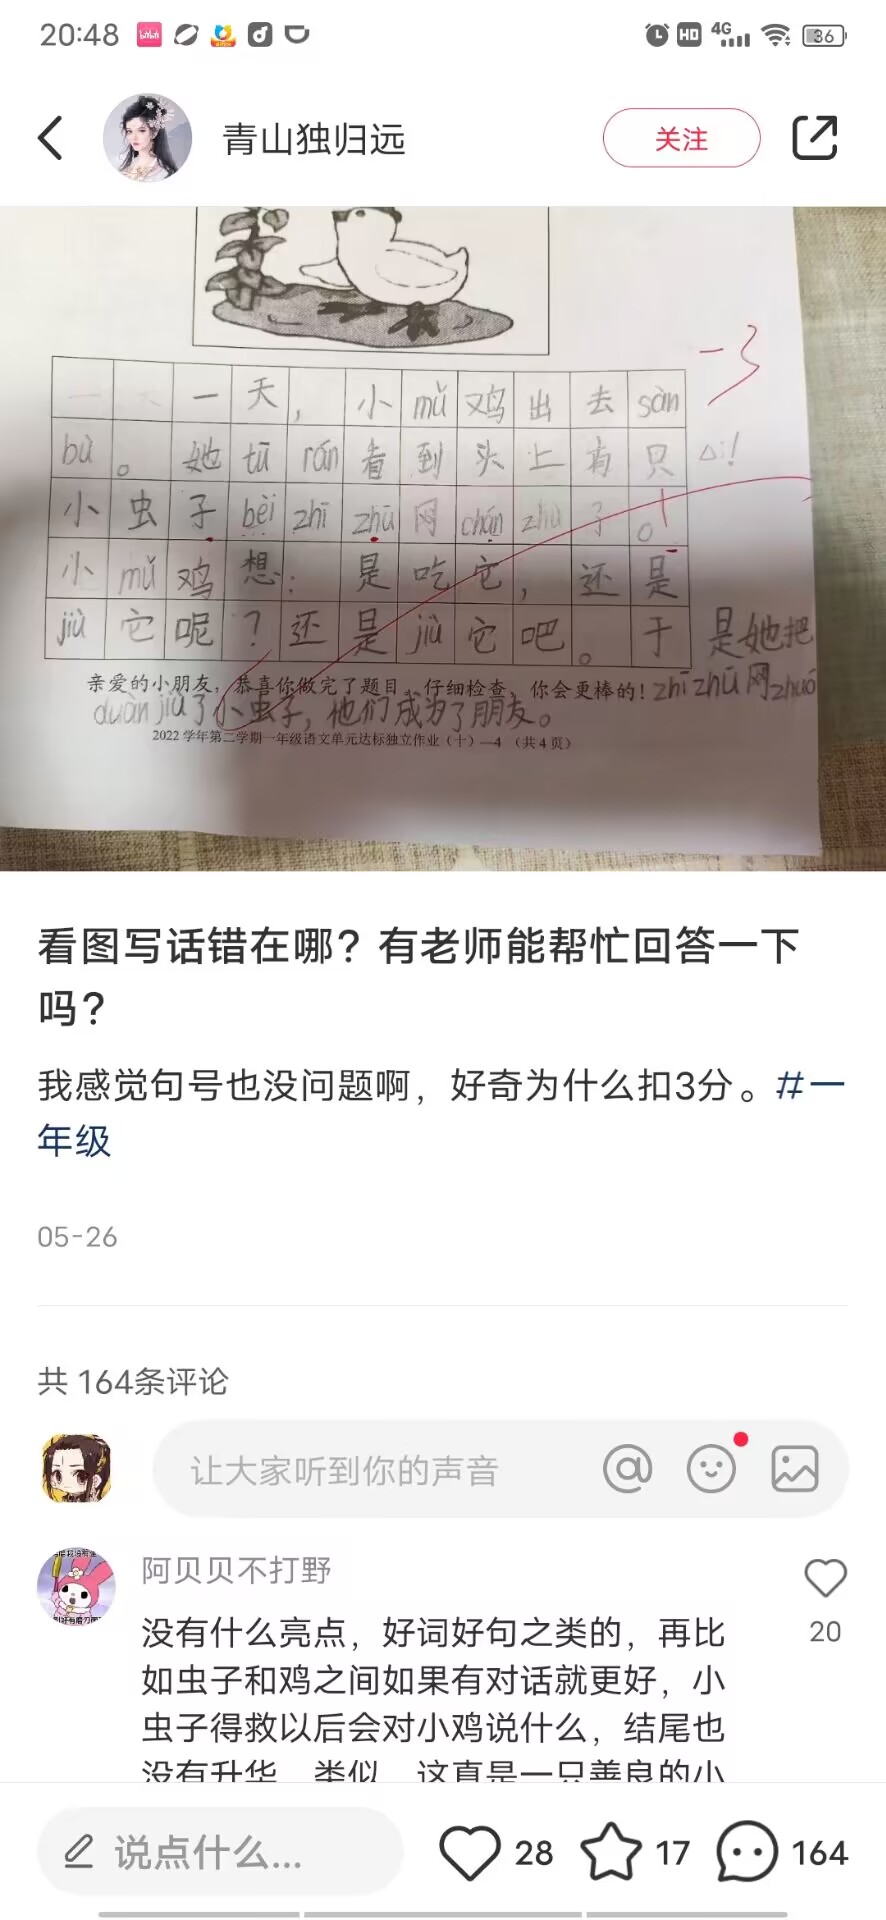 20:48
HD 4G 36
青山独归远
关注
-3
一天，小mǔ鸡出去sàn
bù。她tū rán看到头上有只
小虫子bèi zhī zhū网chán zhù子。
小mǔ鸡想：是吃它，还是
jiù它呢？还是jiù它吧。于是她把
亲爱的小朋友，恭喜你做完了题目，仔细检查，你会更棒的！zhī zhū网zhuó
duàn jiù了小虫子，他们成为了朋友。
2022学年第二学期一年级语文单元达标独立作业（十）—4 （共4页）
看图写话错在哪？有老师能帮忙回答一下
吗？
我感觉句号也没问题啊，好奇为什么扣3分。#一
年级
05-26
共 164条评论
让大家听到你的声音
阿贝贝不打野
没有什么亮点，好词好句之类的，再比
如虫子和鸡之间如果有对话就更好，小
虫子得救以后会对小鸡说什么，结尾也
没有升华，类似，这真是一只善良的小
20
说点什么...
28
17
164